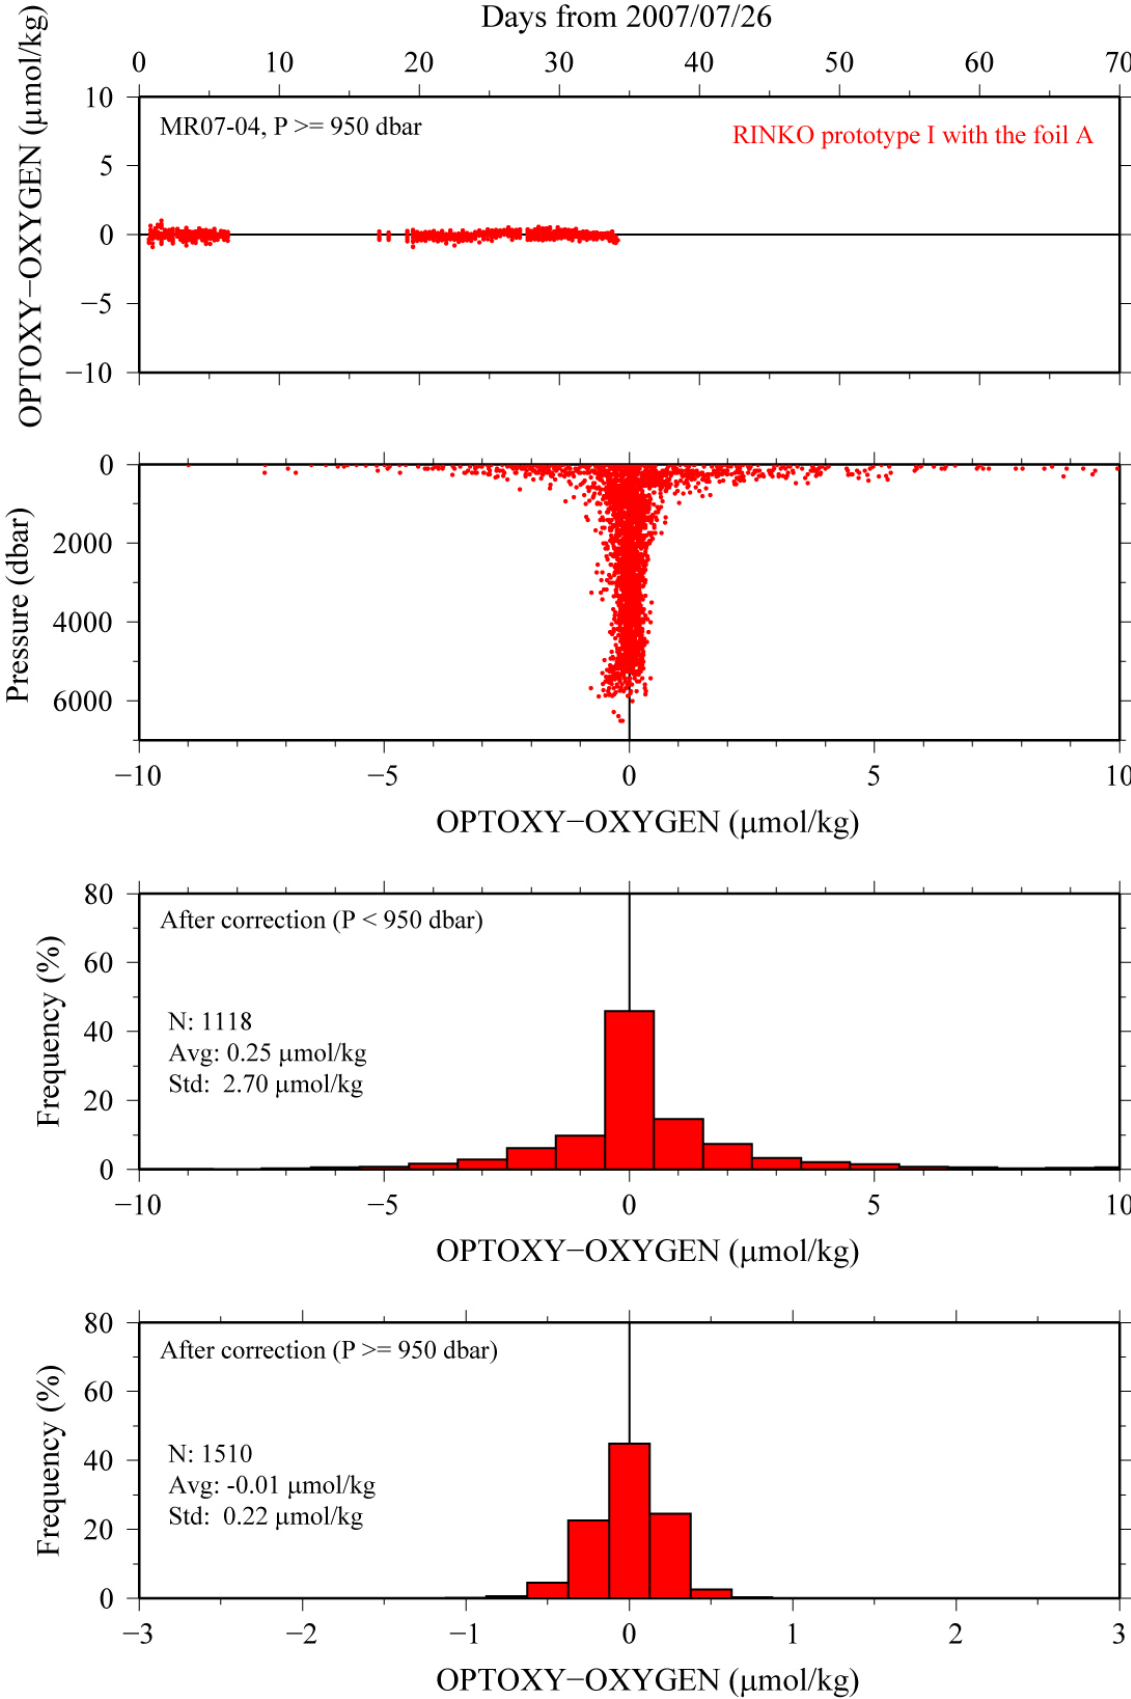 Days from 2007/07/26
0 10 20 30 40 50 60 70
OPTOXY−OXYGEN (μmol/kg)
10
5
0
−5
−10
MR07-04, P >= 950 dbar
RINKO prototype I with the foil A
Pressure (dbar)
0
2000
4000
6000
−10 −5 0 5 10
OPTOXY−OXYGEN (μmol/kg)
Frequency (%)
80
60
40
20
0
After correction (P < 950 dbar)
N: 1118
Avg: 0.25 μmol/kg
Std: 2.70 μmol/kg
−10 −5 0 5 10
OPTOXY−OXYGEN (μmol/kg)
Frequency (%)
80
60
40
20
0
After correction (P >= 950 dbar)
N: 1510
Avg: -0.01 μmol/kg
Std: 0.22 μmol/kg
−3 −2 −1 0 1 2 3
OPTOXY−OXYGEN (μmol/kg)